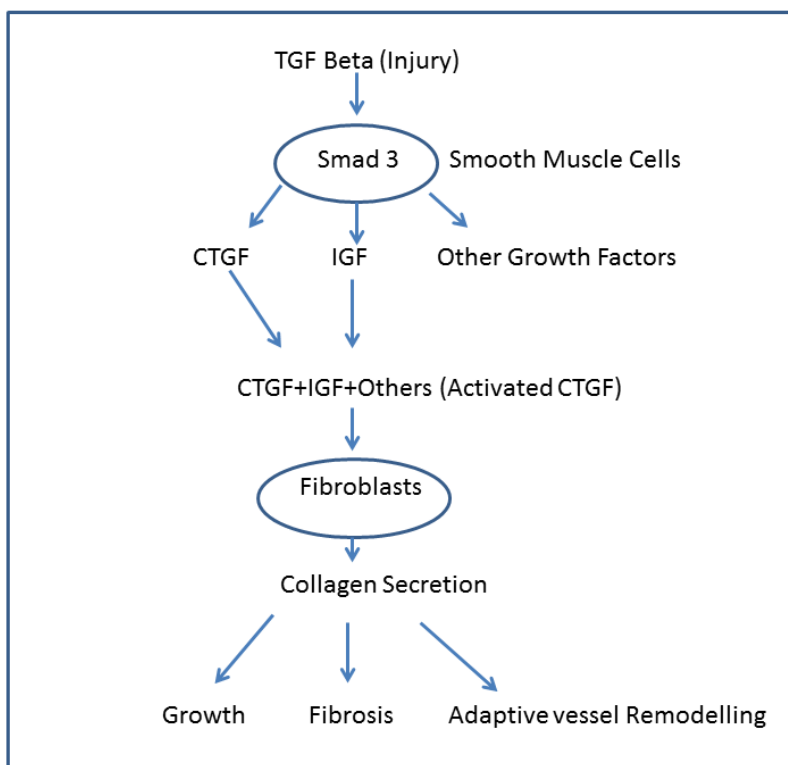 TGF Beta (Injury)
Smad 3
Smooth Muscle Cells
CTGF
IGF
Other Growth Factors
CTGF+IGF+Others (Activated CTGF)
Fibroblasts
Collagen Secretion
Growth
Fibrosis
Adaptive vessel Remodelling